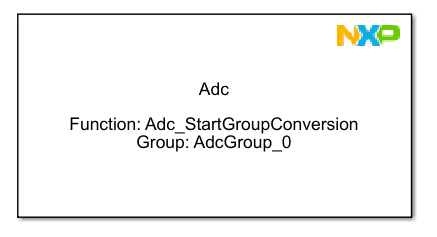 NXP
Adc
Function: Adc_StartGroupConversion
Group: AdcGroup_0